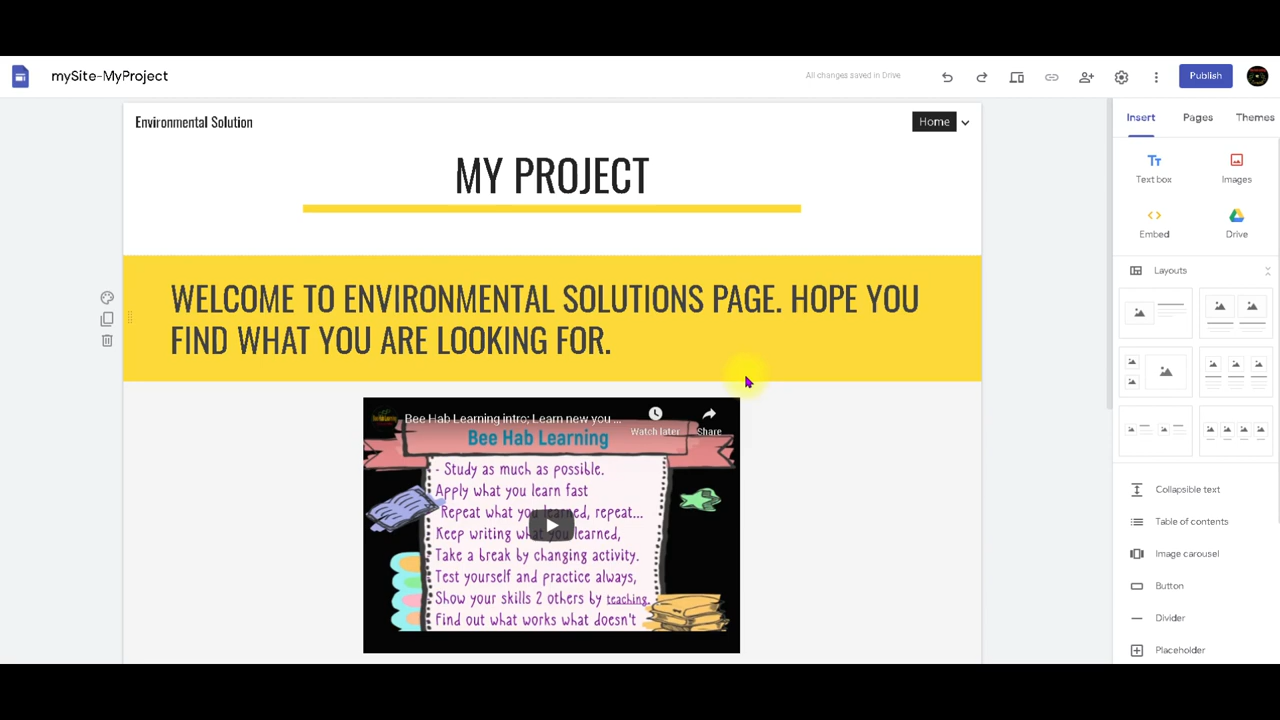 mySite-MyProject
All changes saved in Drive
Publish
Environmental Solution
Home
Insert
Pages
Themes
MY PROJECT
Text box
Images
Embed
Drive
Layouts
WELCOME TO ENVIRONMENTAL SOLUTIONS PAGE. HOPE YOU
FIND WHAT YOU ARE LOOKING FOR.
Bee Hab Learning intro; Learn new you ...
Watch later
Share
Bee Hab Learning
- Study as much as possible.
Apply what you learn fast
Repeat what you learned, repeat...
Keep writing what you learned,
Take a break by changing activity.
Test yourself and practice always,
Show your skills 2 others by teaching.
Find out what works what doesn't
Collapsible text
Table of contents
Image carousel
Button
Divider
Placeholder